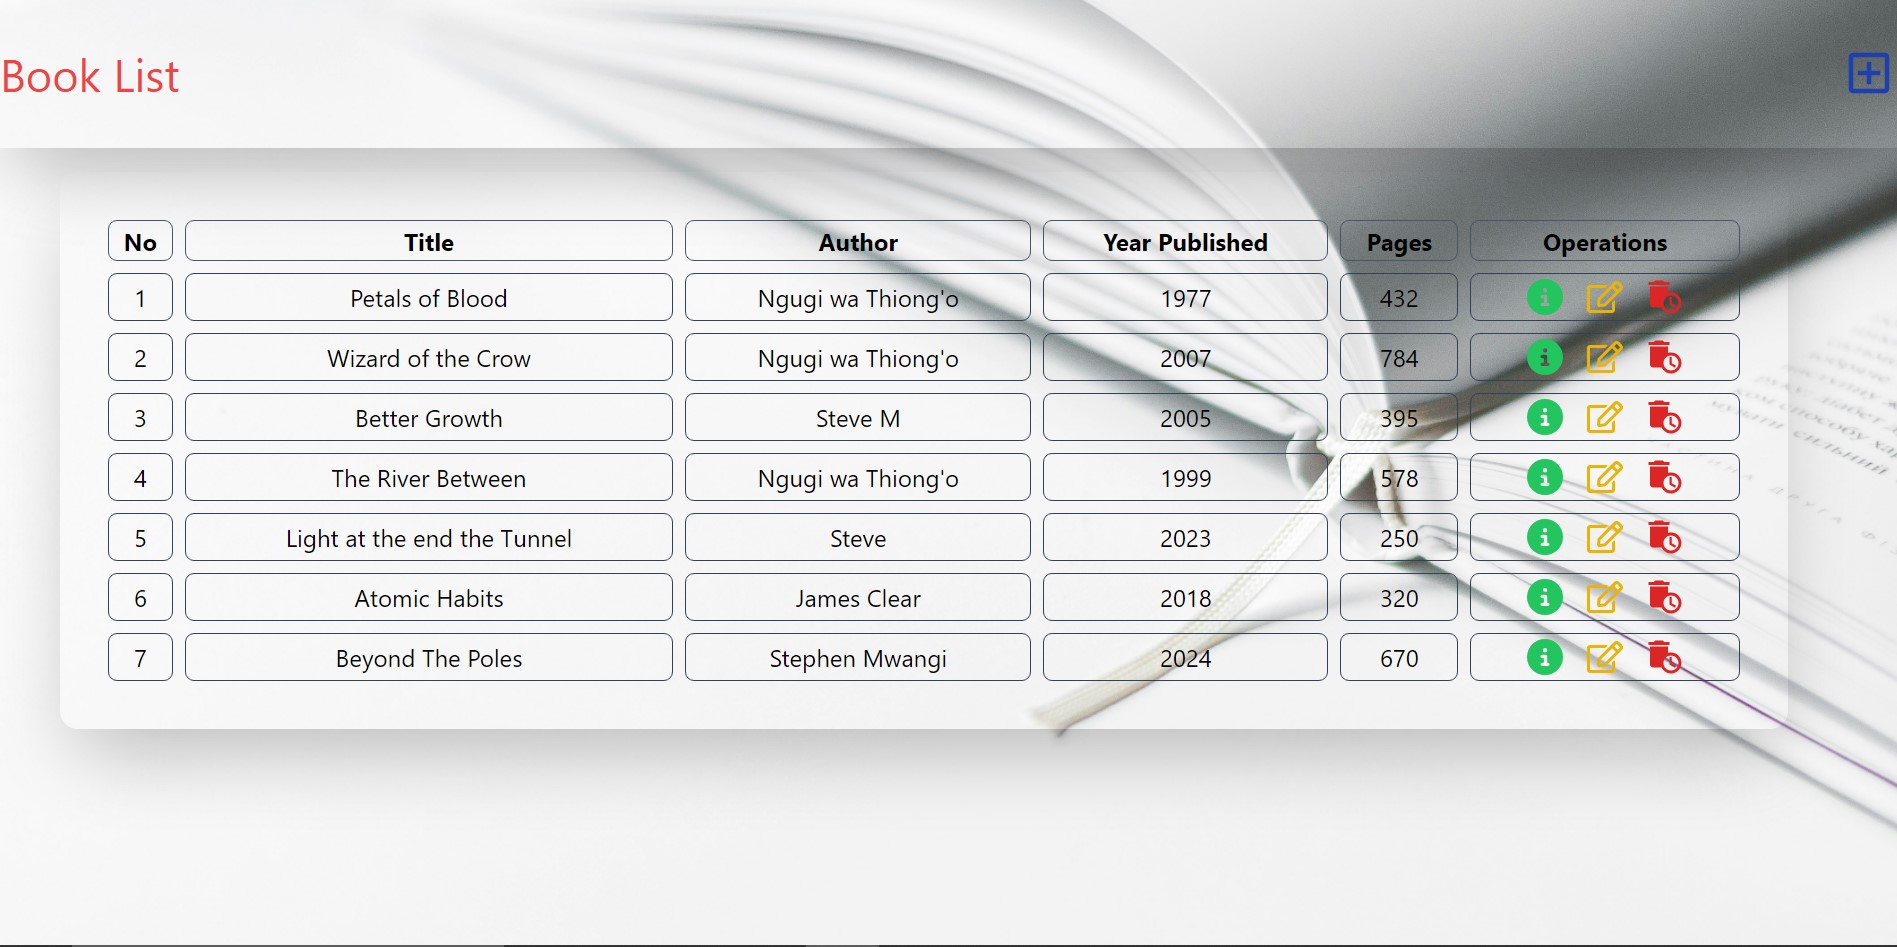 Book List
No Title Author Year Published Pages Operations
1 Petals of Blood Ngugi wa Thiong'o 1977 432
2 Wizard of the Crow Ngugi wa Thiong'o 2007 784
3 Better Growth Steve M 2005 395
4 The River Between Ngugi wa Thiong'o 1999 578
5 Light at the end the Tunnel Steve 2023 250
6 Atomic Habits James Clear 2018 320
7 Beyond The Poles Stephen Mwangi 2024 670